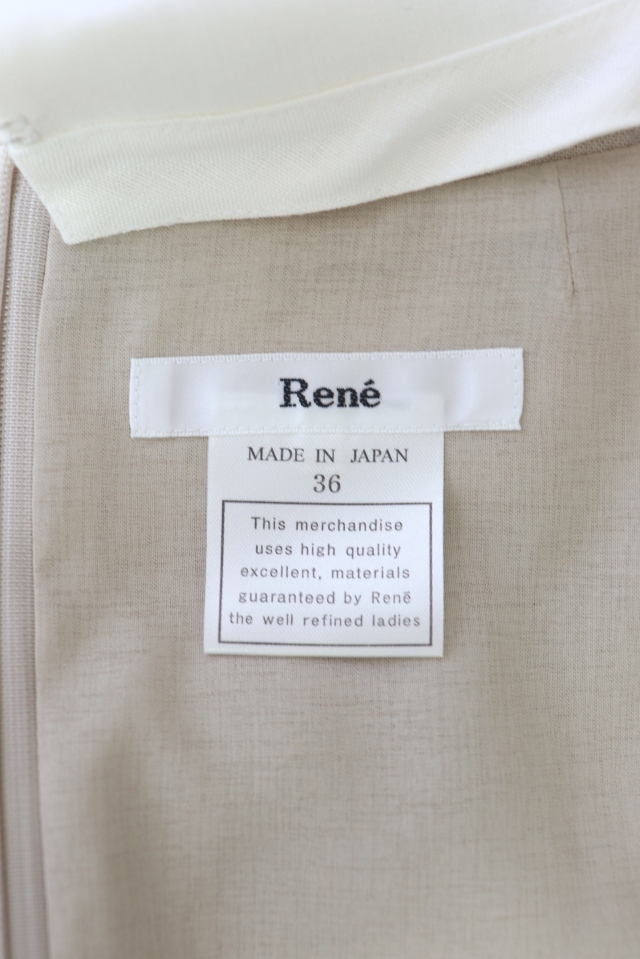 René
MADE IN JAPAN
36
This merchandise
uses high quality
excellent, materials
guaranteed by René
the well refined ladies